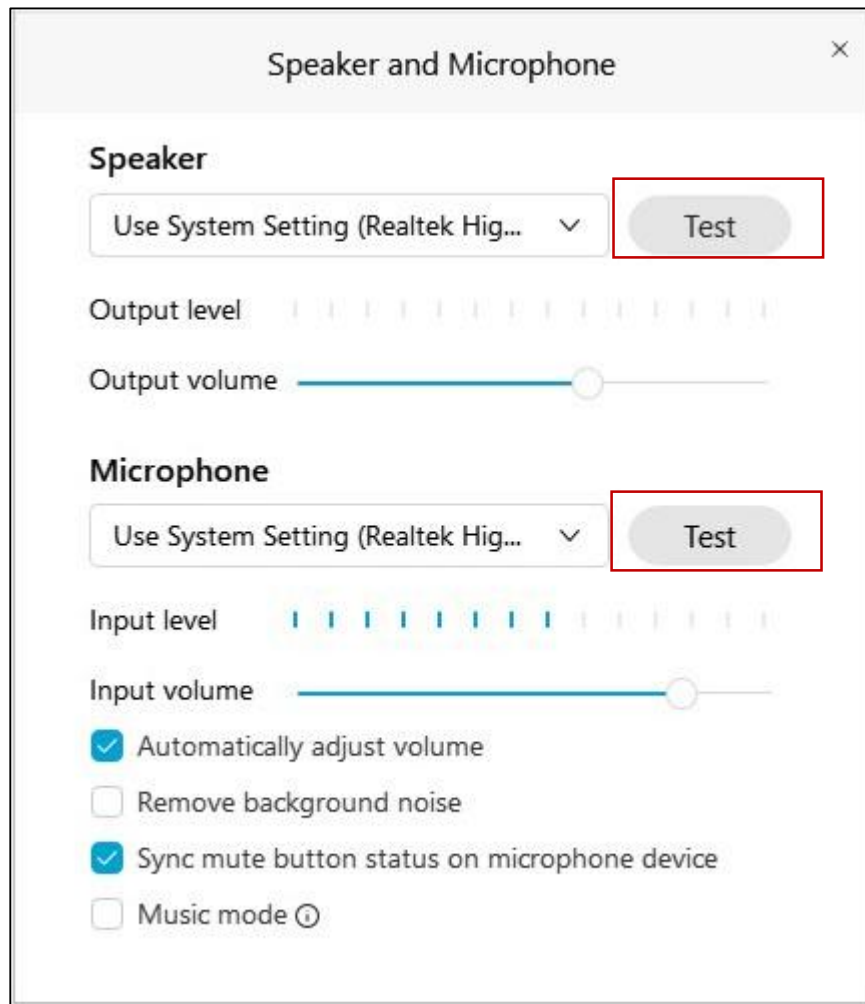 Speaker and Microphone
Speaker
Use System Setting (Realtek Hig...
Test
Output level
Output volume
Microphone
Use System Setting (Realtek Hig...
Test
Input level
Input volume
Automatically adjust volume
Remove background noise
Sync mute button status on microphone device
Music mode